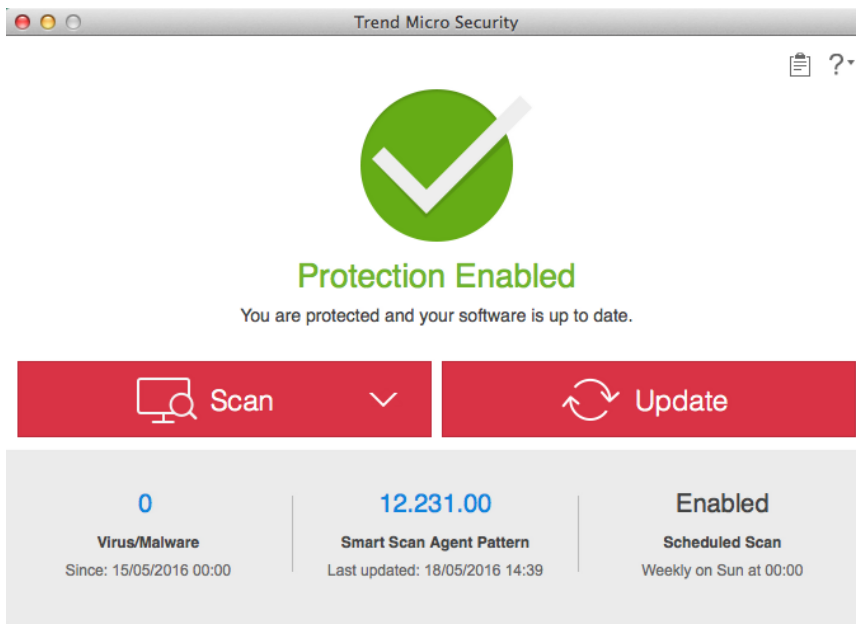 Trend Micro Security
?
Protection Enabled
You are protected and your software is up to date.
Scan
Update
0
Virus/Malware
Since: 15/05/2016 00:00
12.231.00
Smart Scan Agent Pattern
Last updated: 18/05/2016 14:39
Enabled
Scheduled Scan
Weekly on Sun at 00:00